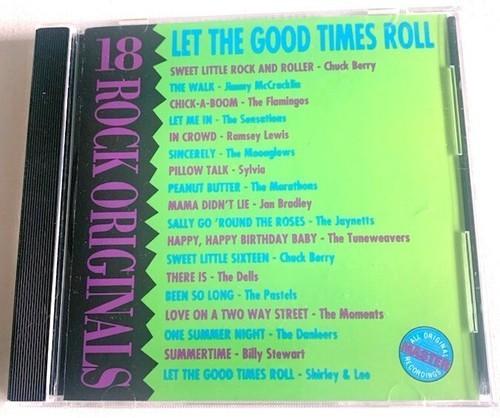 18 ROCK ORIGINALS
LET THE GOOD TIMES ROLL
SWEET LITTLE ROCK AND ROLLER - Chuck Berry
THE WALK - Jimmy McCracklin
CHICK-A-BOOM - The Flamingos
LET ME IN - The Sensations
IN CROWD - Ramsey Lewis
SINCERELY - The Moonglows
PILLOW TALK - Sylvia
PEANUT BUTTER - The Marathons
MAMA DIDN'T LIE - Jan Bradley
SALLY GO 'ROUND THE ROSES - The Jaynetts
HAPPY, HAPPY BIRTHDAY BABY - The Tuneweavers
SWEET LITTLE SIXTEEN - Chuck Berry
THERE IS - The Dells
BEEN SO LONG - The Pastels
LOVE ON A TWO WAY STREET - The Moments
ONE SUMMER NIGHT - The Danleers
SUMMERTIME - Billy Stewart
LET THE GOOD TIMES ROLL - Shirley & Lee
ALL ORIGINAL
MASTER
RECORDINGS